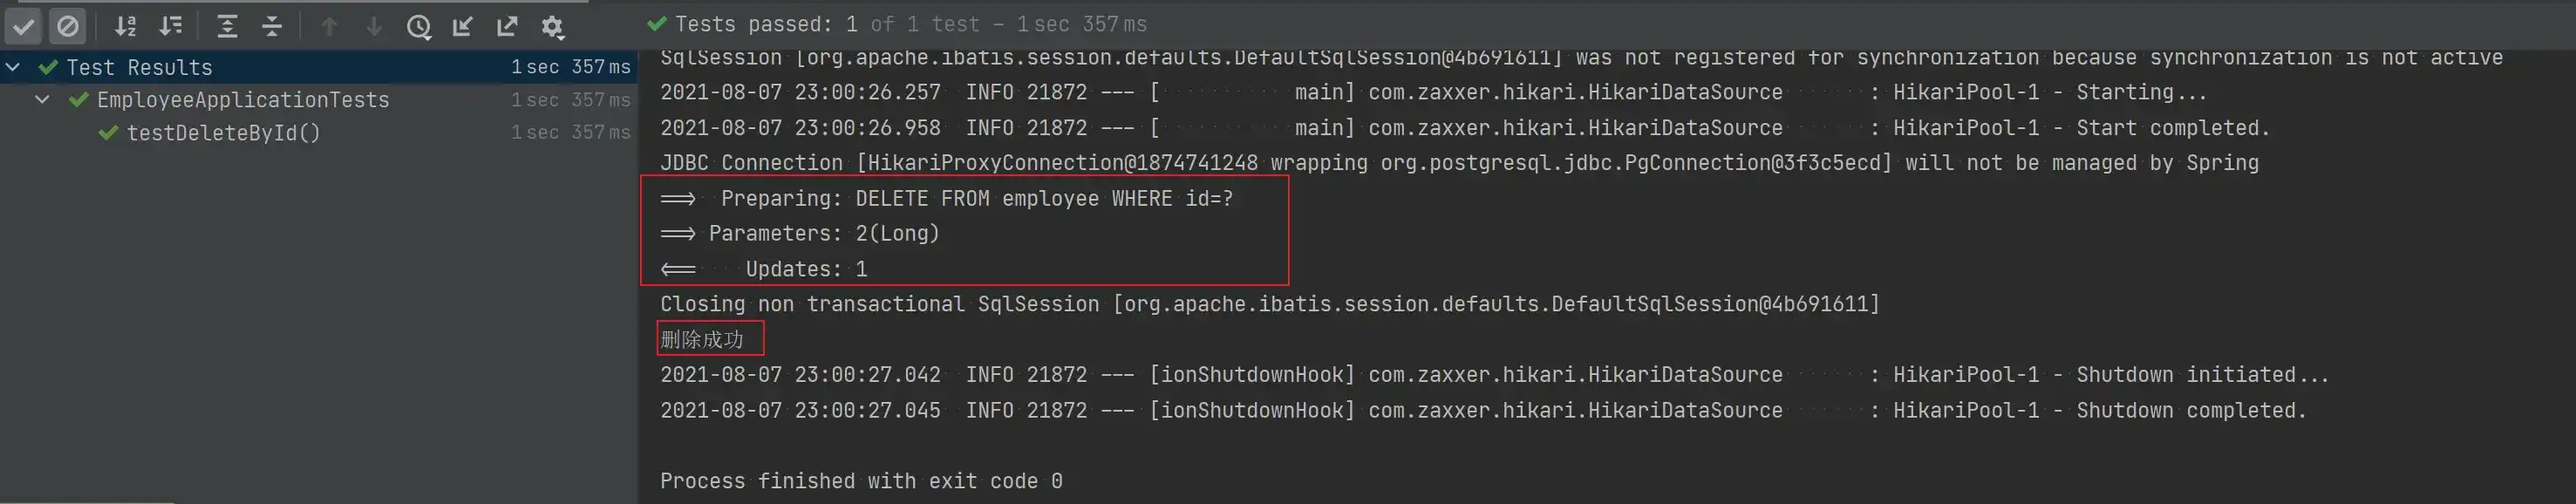 Tests passed: 1 of 1 test – 1 sec 357 ms
Test Results 1 sec 357 ms
EmployeeApplicationTests 1 sec 357 ms
testDeleteById() 1 sec 357 ms
SqlSession [org.apache.ibatis.session.defaults.DefaultSqlSession@4b691611] was not registered for synchronization because synchronization is not active
2021-08-07 23:00:26.257  INFO 21872 --- [           main] com.zaxxer.hikari.HikariDataSource       : HikariPool-1 - Starting...
2021-08-07 23:00:26.958  INFO 21872 --- [           main] com.zaxxer.hikari.HikariDataSource       : HikariPool-1 - Start completed.
JDBC Connection [HikariProxyConnection@1874741248 wrapping org.postgresql.jdbc.PgConnection@3f3c5ecd] will not be managed by Spring
==>  Preparing: DELETE FROM employee WHERE id=?
==> Parameters: 2(Long)
<==    Updates: 1
Closing non transactional SqlSession [org.apache.ibatis.session.defaults.DefaultSqlSession@4b691611]
删除成功
2021-08-07 23:00:27.042  INFO 21872 --- [ionShutdownHook] com.zaxxer.hikari.HikariDataSource       : HikariPool-1 - Shutdown initiated...
2021-08-07 23:00:27.045  INFO 21872 --- [ionShutdownHook] com.zaxxer.hikari.HikariDataSource       : HikariPool-1 - Shutdown completed.
Process finished with exit code 0